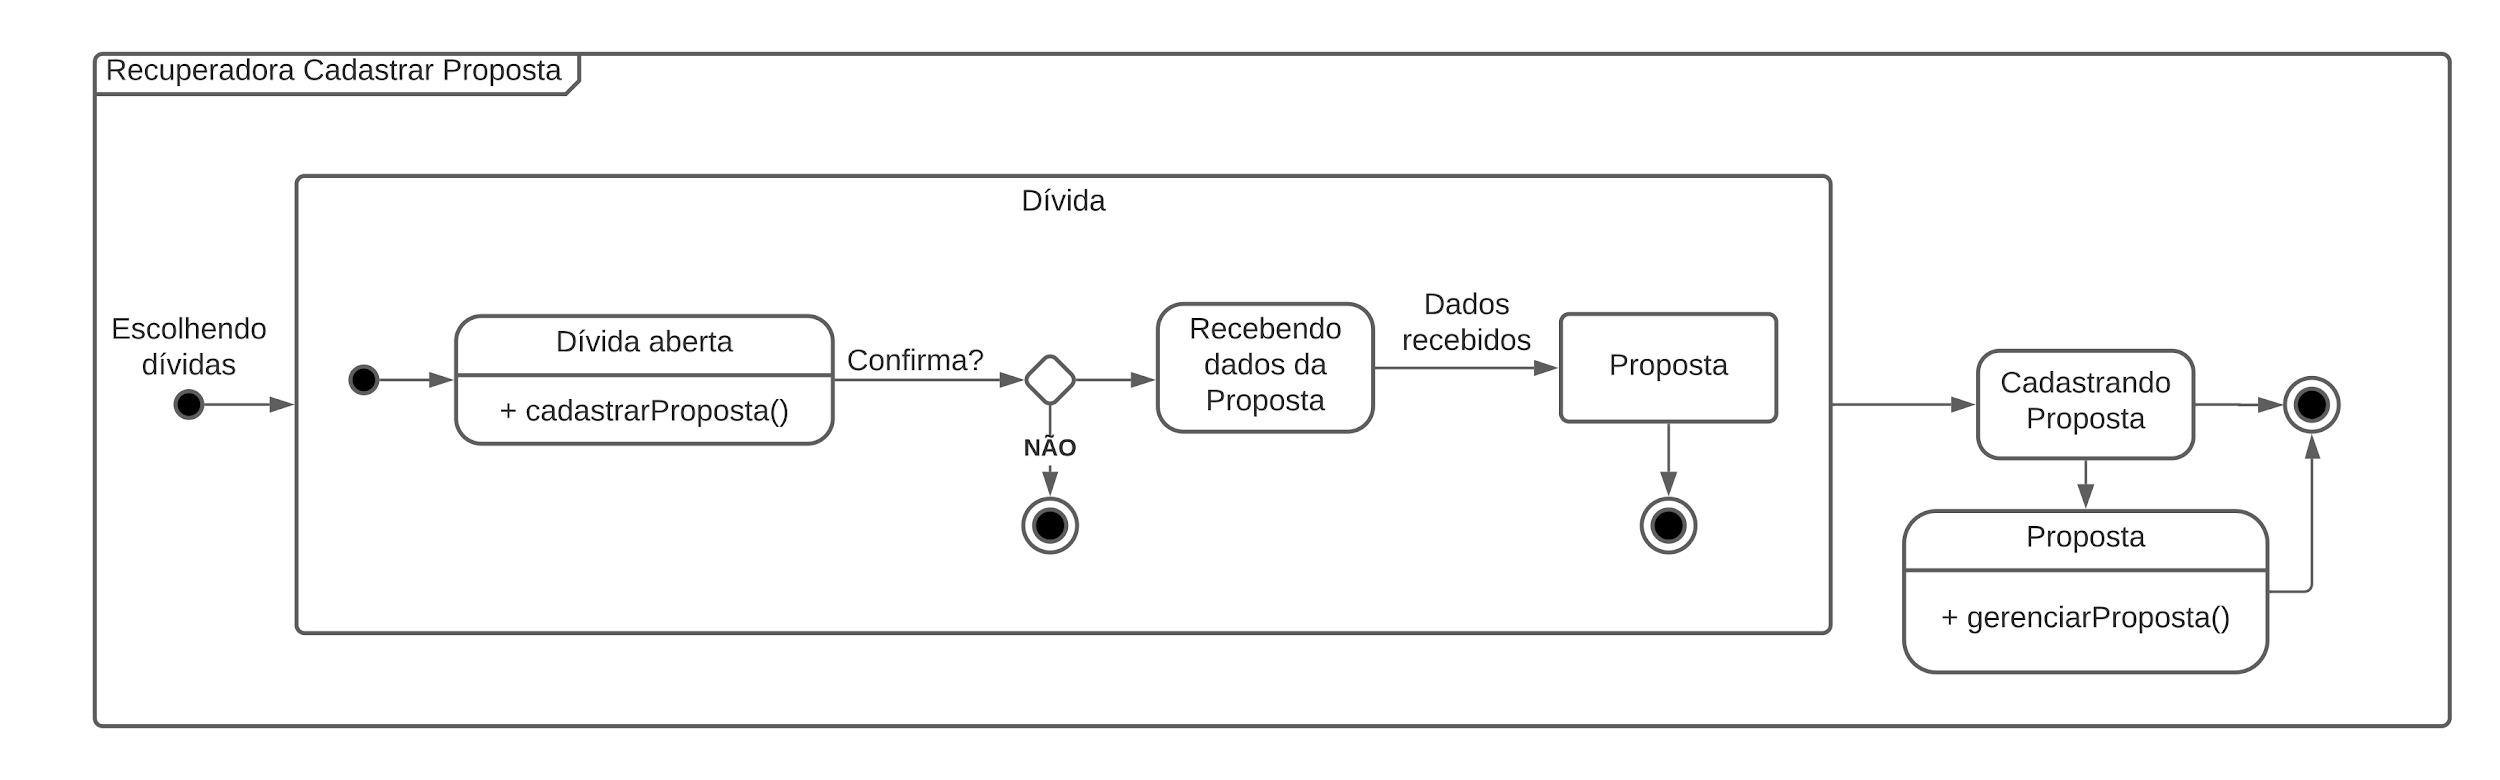 Recuperadora Cadastrar Proposta
Dívida
Escolhendo
dívidas
Dívida aberta
+ cadastrarProposta()
Confirma?
NÃO
Recebendo
dados da
Proposta
Dados
recebidos
Proposta
Cadastrando
Proposta
Proposta
+ gerenciarProposta()